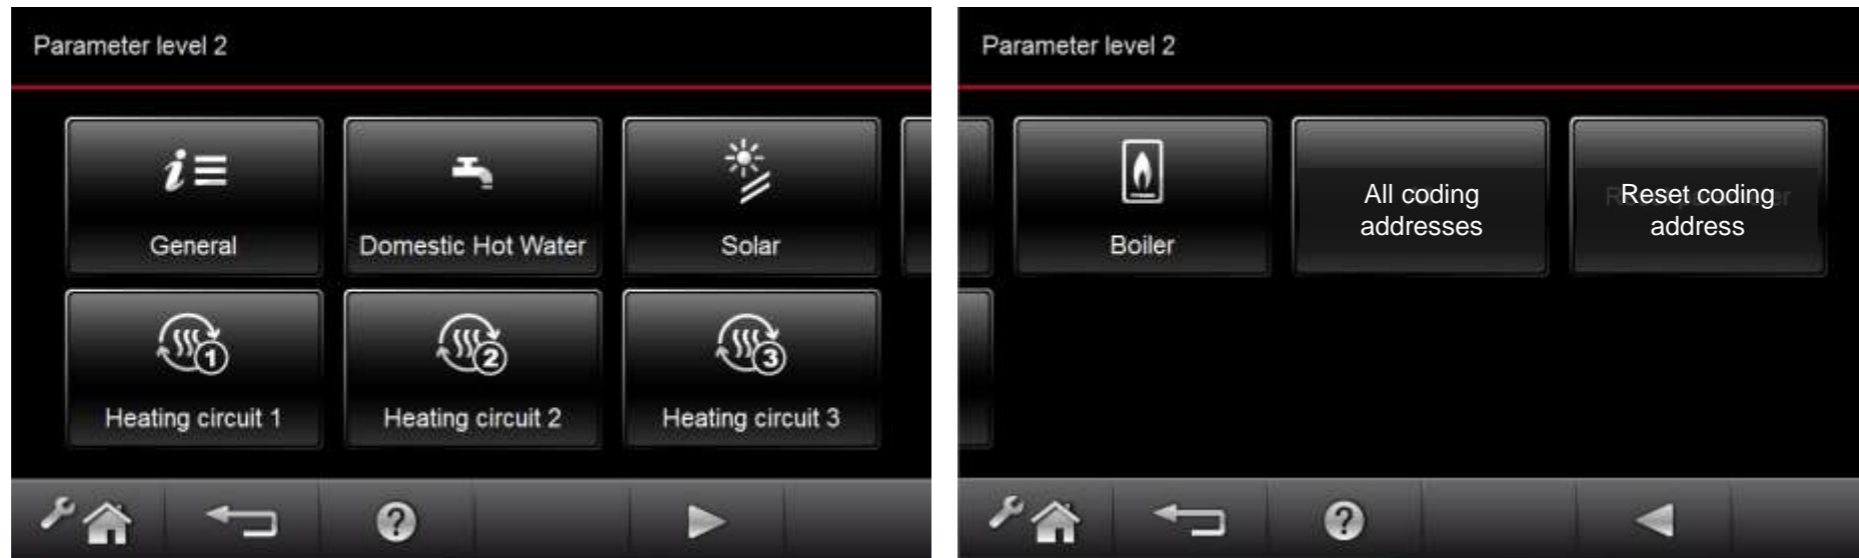 Parameter level 2
General
Domestic Hot Water
Solar
Heating circuit 1
Heating circuit 2
Heating circuit 3
Parameter level 2
Boiler
All coding
addresses
Reset coding
address